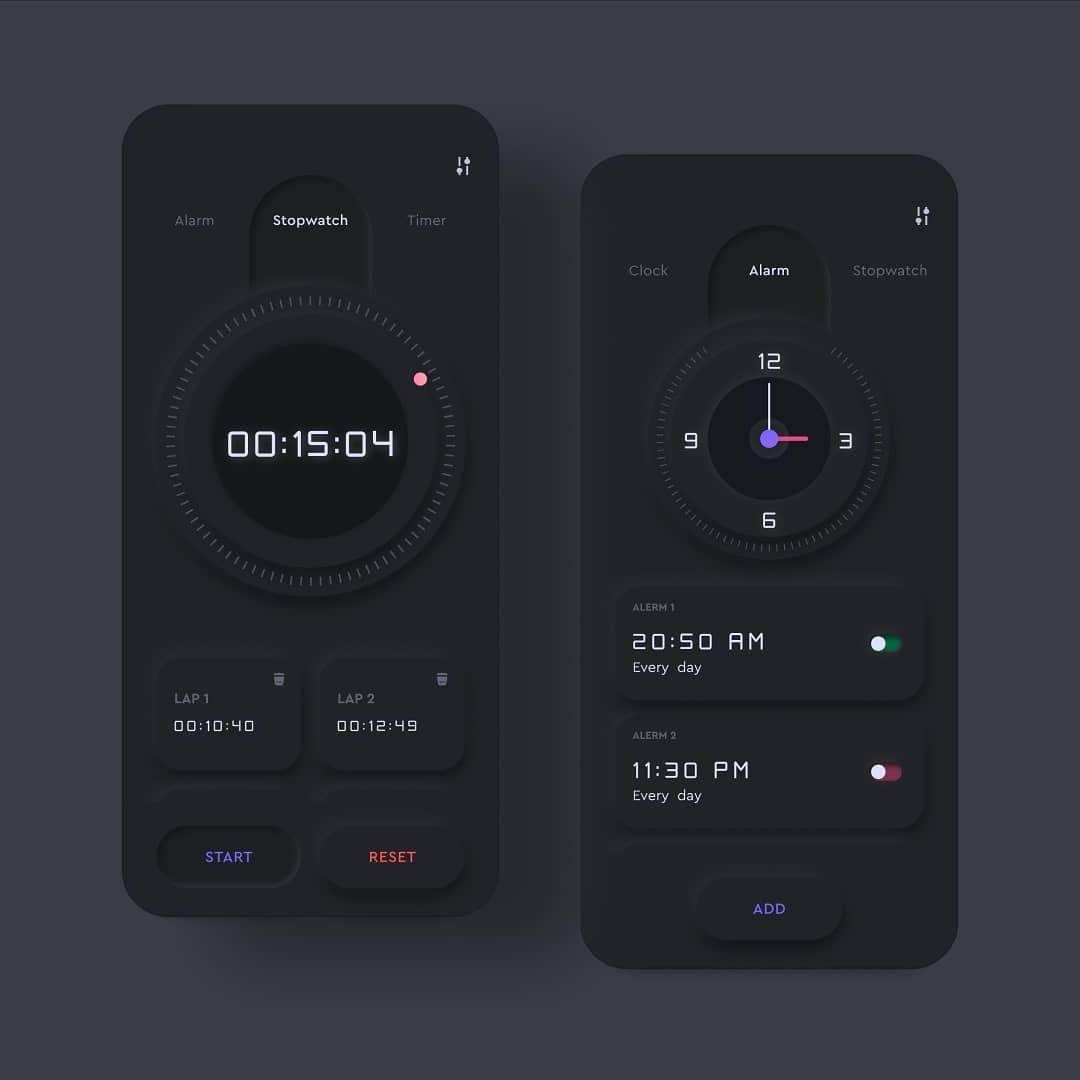 Alarm Stopwatch Timer
00:15:04
LAP 1 LAP 2
00:10:40 00:12:49
START RESET
Clock Alarm Stopwatch
12
9 3
6
ALERM 1
20:50 AM
Every day
ALERM 2
11:30 PM
Every day
ADD